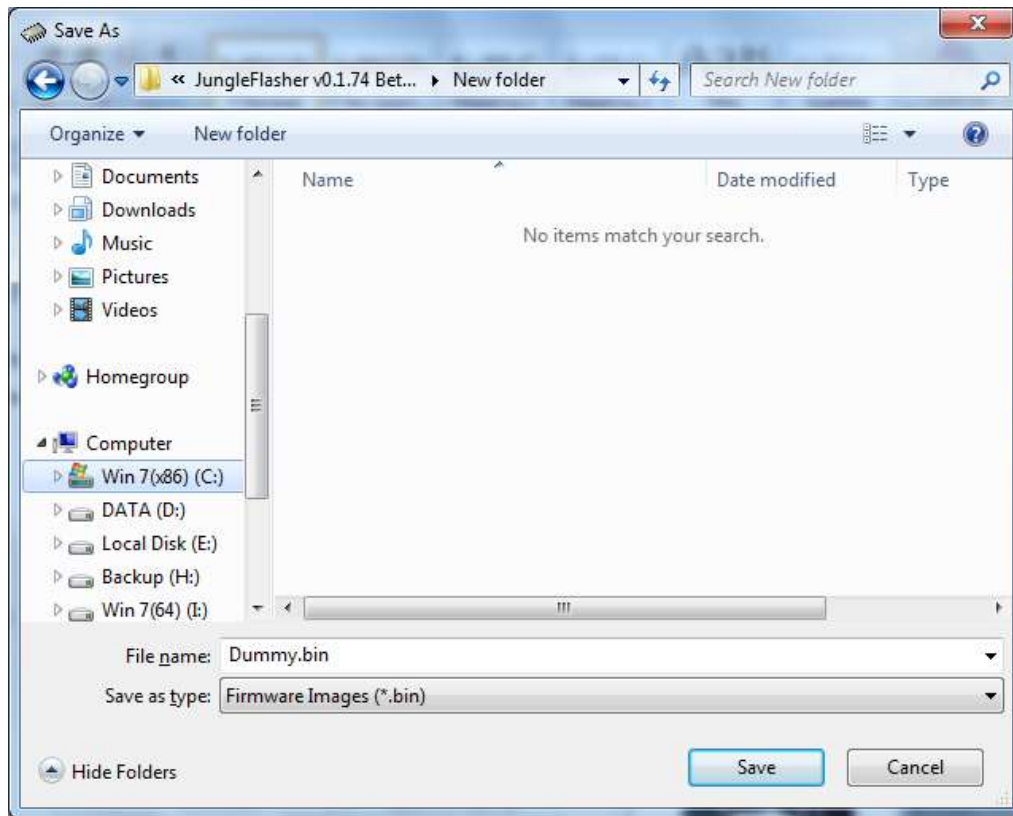 Save As
« JungleFlasher v0.1.74 Bet... ▸ New folder
Search New folder
Organize
New folder
Documents
Downloads
Music
Pictures
Videos
Homegroup
Computer
Win 7(x86) (C:)
DATA (D:)
Local Disk (E:)
Backup (H:)
Win 7(64) (I:)
Name
Date modified
Type
No items match your search.
File name: Dummy.bin
Save as type: Firmware Images (*.bin)
Hide Folders
Save
Cancel